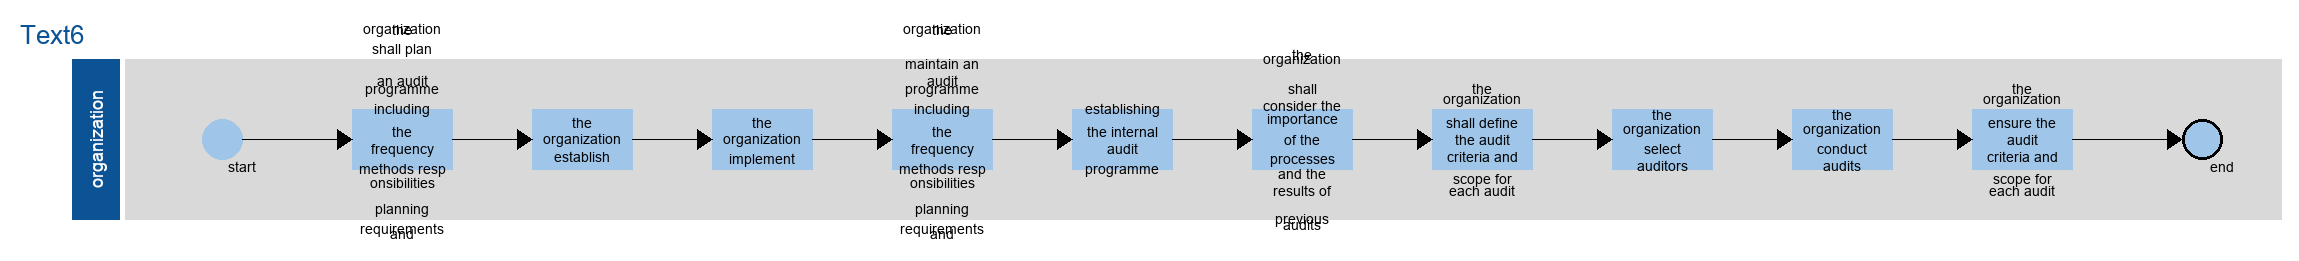 Text6
organization
start
the
organization
shall plan
an audit
programme
including
the
frequency
methods resp
onsibilities
planning
requirements
and
the
organization
establish
the
organization
implement
the
organization
maintain an
audit
programme
including
the
frequency
methods resp
onsibilities
planning
requirements
and
establishing
the internal
audit
programme
the
organization
shall
consider the
importance
of the
processes
and the
results of
previous
audits
the
organization
shall define
the audit
criteria and
scope for
each audit
the
organization
select
auditors
the
organization
conduct
audits
the
organization
ensure the
audit
criteria and
scope for
each audit
end